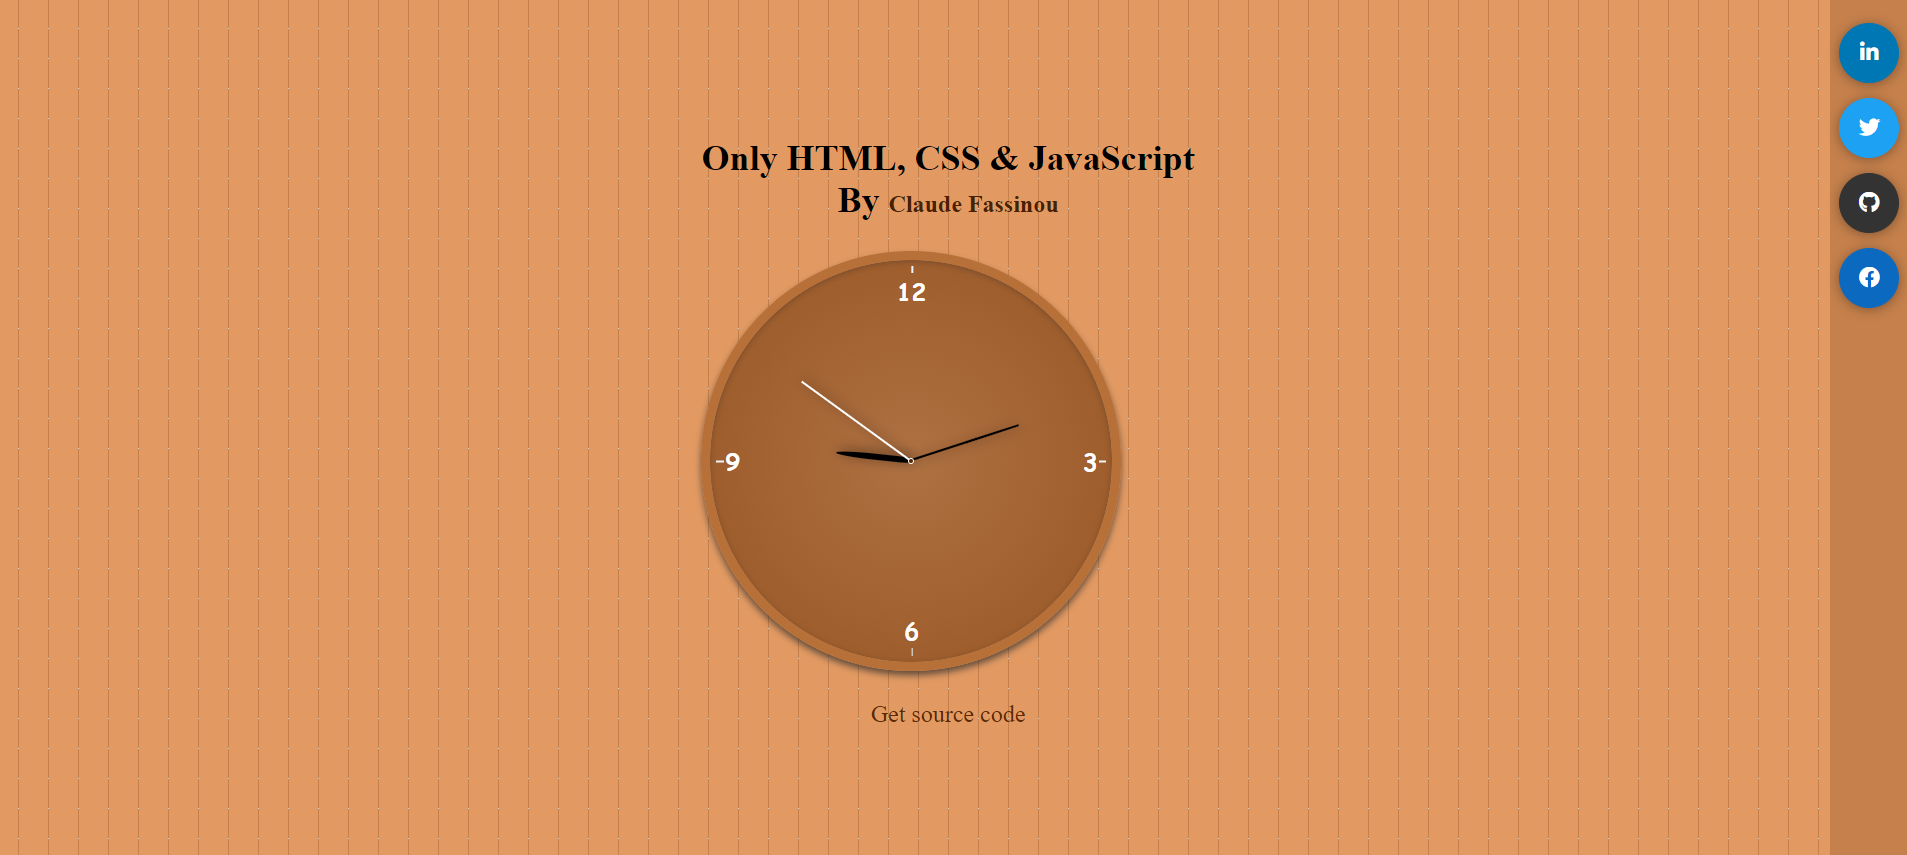 Only HTML, CSS & JavaScript
By Claude Fassinou
12
9
3
6
Get source code
in